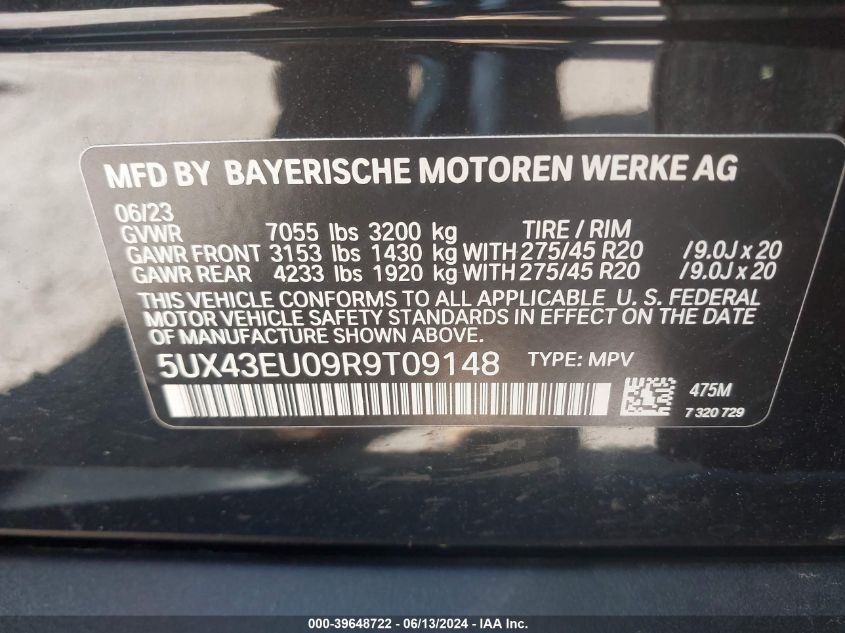 MFD BY BAYERISCHE MOTOREN WERKE AG
06/23
GVWR 7055 lbs 3200 kg TIRE / RIM
GAWR FRONT 3153 lbs 1430 kg WITH 275/45 R20 /9.0J x 20
GAWR REAR 4233 lbs 1920 kg WITH 275/45 R20 /9.0J x 20
THIS VEHICLE CONFORMS TO ALL APPLICABLE U. S. FEDERAL
MOTOR VEHICLE SAFETY STANDARDS IN EFFECT ON THE DATE
OF MANUFACTURE SHOWN ABOVE.
5UX43EU09R9T09148 TYPE: MPV
475M
7 320 729
000-39648722 - 06/13/2024 - IAA Inc.